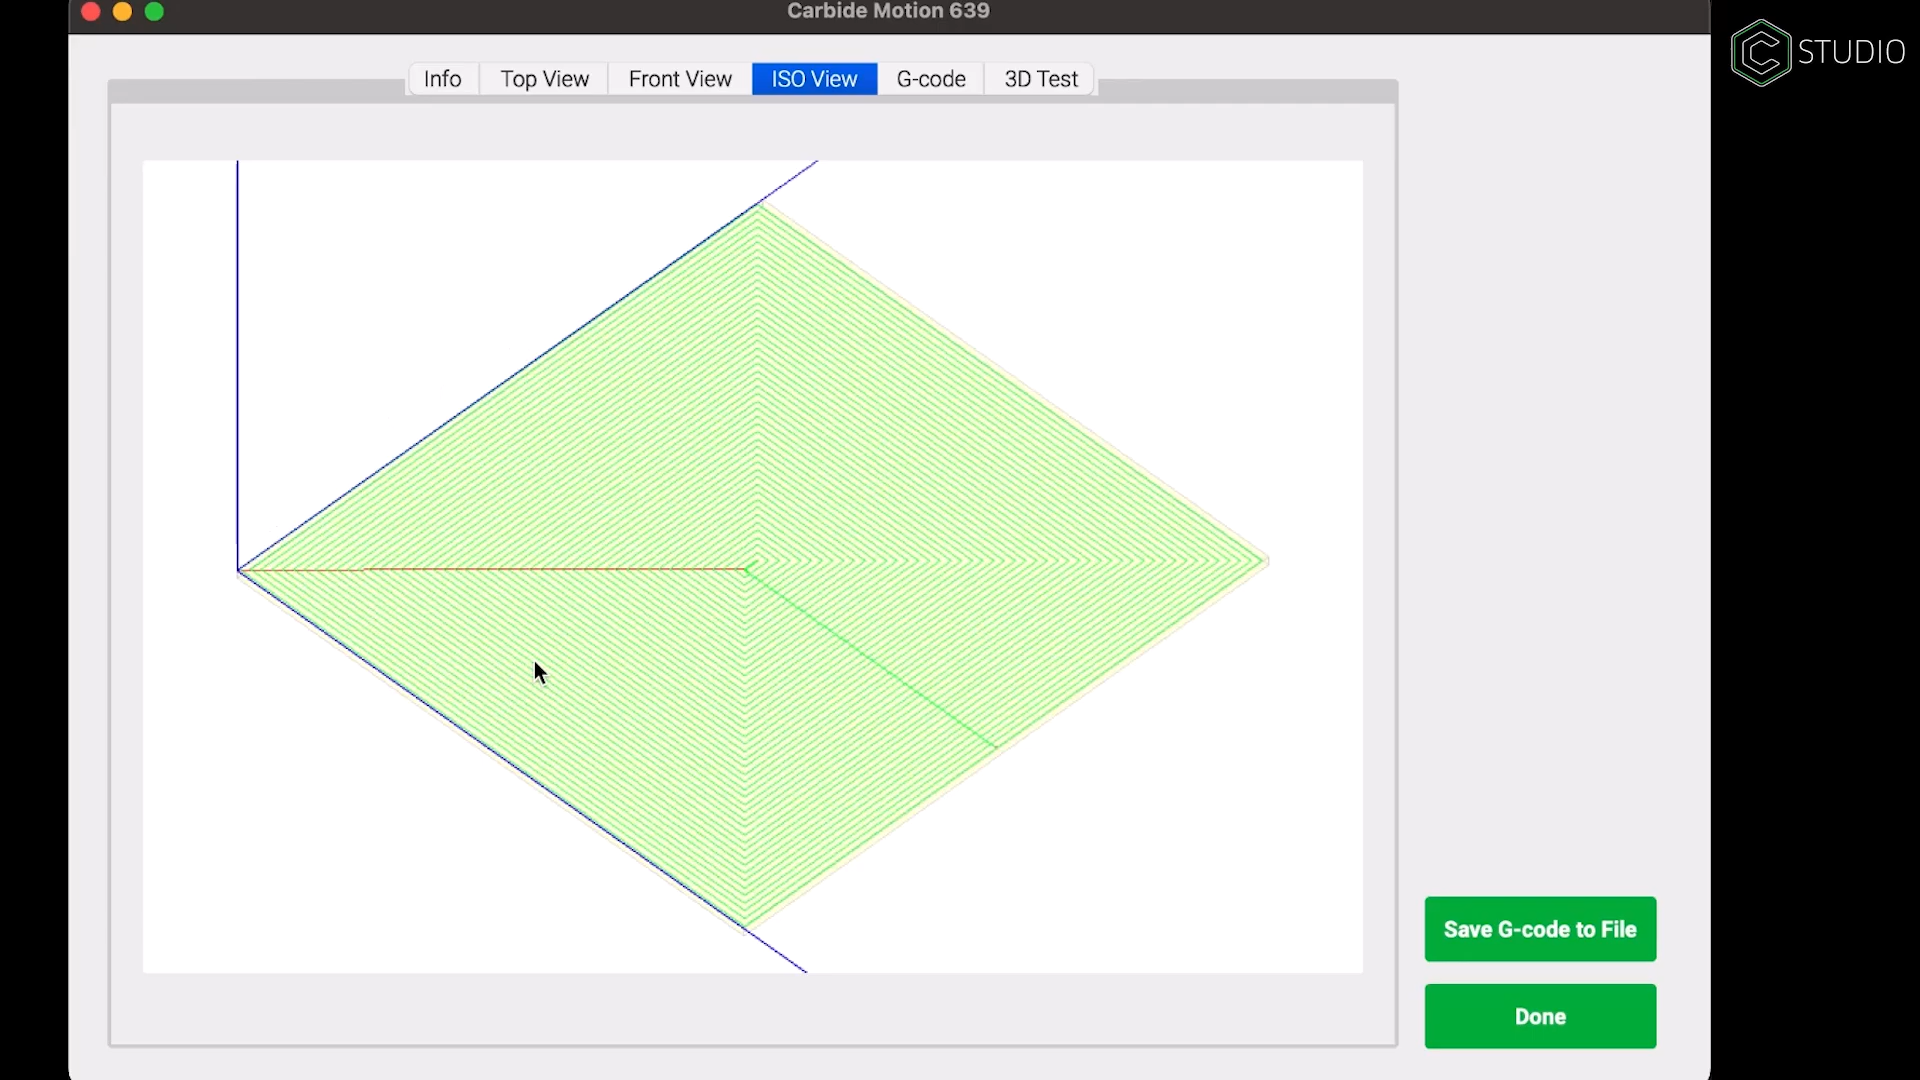 Carbide Motion 639
STUDIO
Info
Top View
Front View
ISO View
G-code
3D Test
Save G-code to File
Done